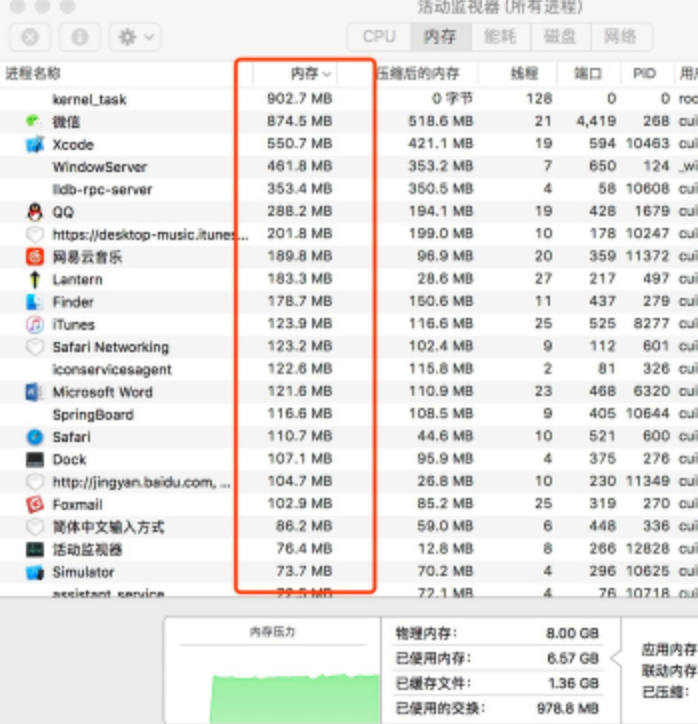 活动监视器 (所有进程)
CPU 内存 能耗 磁盘 网络
进程名称 内存 压缩后的内存 线程 端口 PID 用
kernel_task 902.7 MB 0 字节 128 0 0 roo
微信 874.5 MB 518.6 MB 21 4,419 268 cui
Xcode 550.7 MB 421.1 MB 19 594 10463 cui
WindowServer 461.8 MB 353.2 MB 7 650 124 _wi
lldb-rpc-server 353.4 MB 350.5 MB 4 58 10608 cui
QQ 288.2 MB 194.1 MB 19 428 1679 cui
https://desktop-music.itunes... 201.8 MB 199.0 MB 10 178 10247 cui
网易云音乐 189.8 MB 96.9 MB 20 359 11372 cui
Lantern 183.3 MB 28.6 MB 27 217 497 cui
Finder 178.7 MB 150.6 MB 11 437 279 cui
iTunes 123.9 MB 116.6 MB 25 525 8277 cui
Safari Networking 123.2 MB 102.4 MB 9 112 601 cui
iconservicesagent 122.6 MB 115.8 MB 2 81 326 cui
Microsoft Word 121.6 MB 110.9 MB 23 468 6320 cui
SpringBoard 116.6 MB 108.5 MB 9 405 10644 cui
Safari 110.7 MB 44.6 MB 10 521 600 cui
Dock 107.1 MB 95.9 MB 4 375 276 cui
http://jingyan.baidu.com, ... 104.7 MB 26.8 MB 10 230 11349 cui
Foxmail 102.9 MB 85.2 MB 25 319 270 cui
简体中文输入方式 86.2 MB 59.0 MB 6 448 336 cui
活动监视器 76.4 MB 12.8 MB 8 266 12828 cui
Simulator 73.7 MB 70.2 MB 4 296 10625 cui
assistant_service 72.5 MB 72.1 MB 4 76 10718 cui
内存压力
物理内存: 8.00 GB
已使用内存: 6.57 GB
已缓存文件: 1.36 GB
已使用的交换: 978.8 MB
应用内存
联动内存
已压缩: